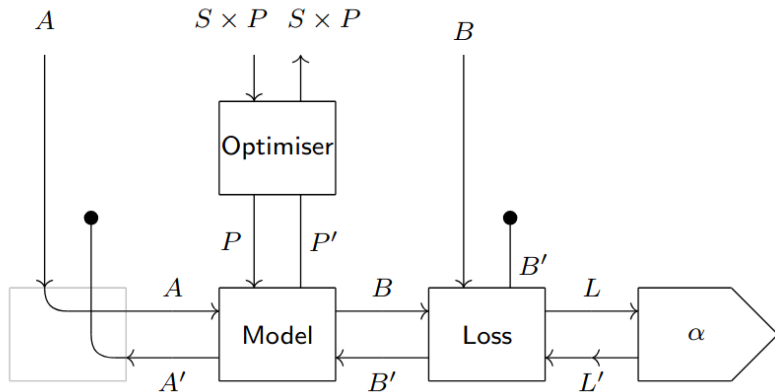 A
S × P
S × P
B
Optimiser
P
P′
B′
A
B
L
Model
Loss
α
A′
B′
L′